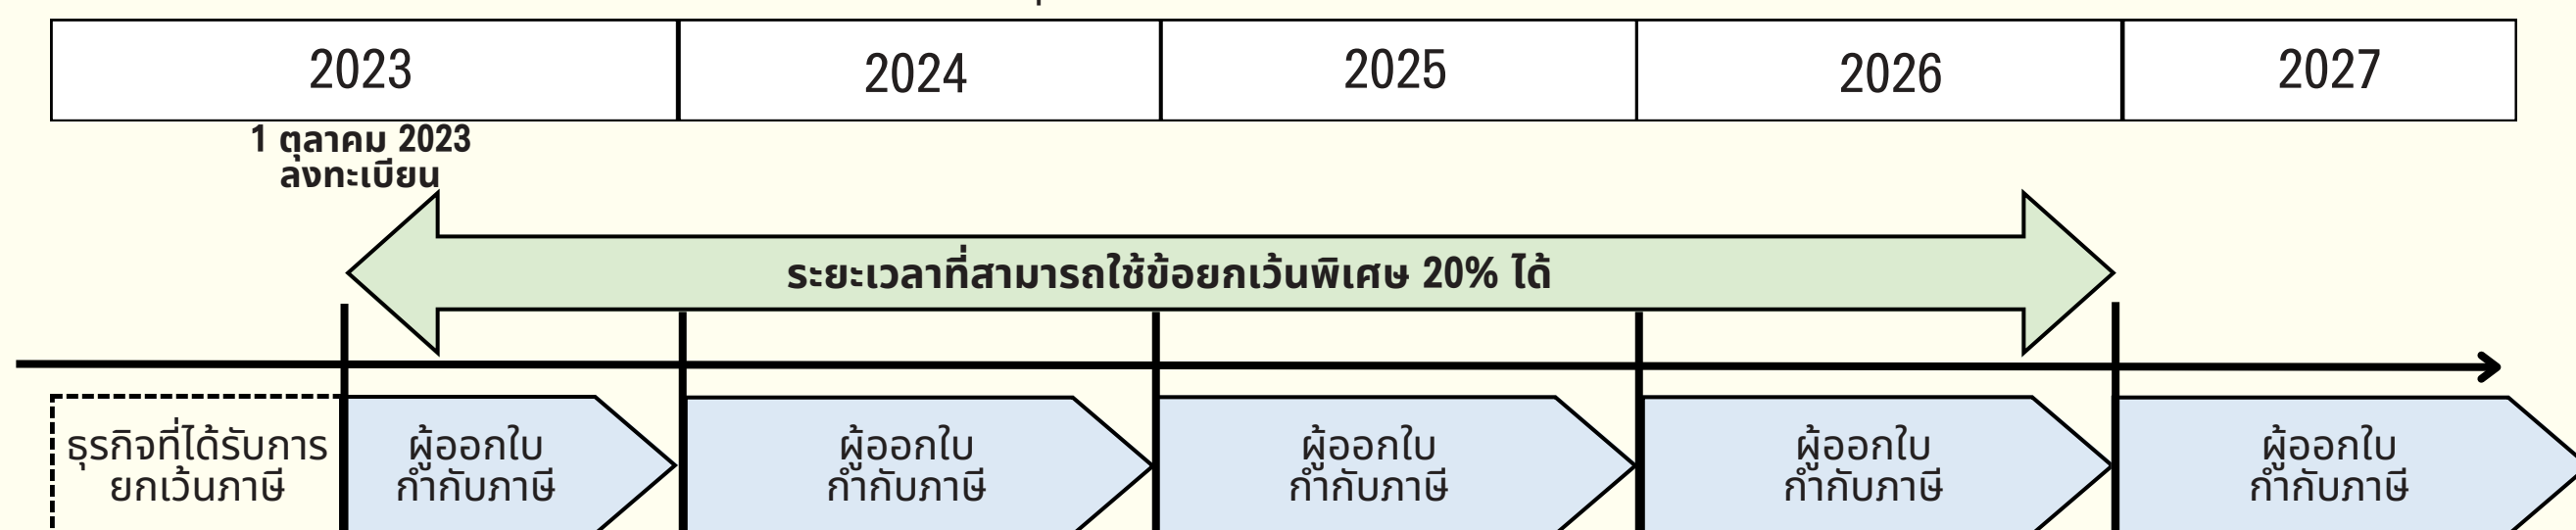 2023
2024
2025
2026
2027
1 ตุลาคม 2023
ลงทะเบียน
ระยะเวลาที่สามารถใช้ข้อยกเว้นพิเศษ 20% ได้
ธุรกิจที่ได้รับการ
ยกเว้นภาษี
ผู้ออกใบ
กำกับภาษี
ผู้ออกใบ
กำกับภาษี
ผู้ออกใบ
กำกับภาษี
ผู้ออกใบ
กำกับภาษี
ผู้ออกใบ
กำกับภาษี